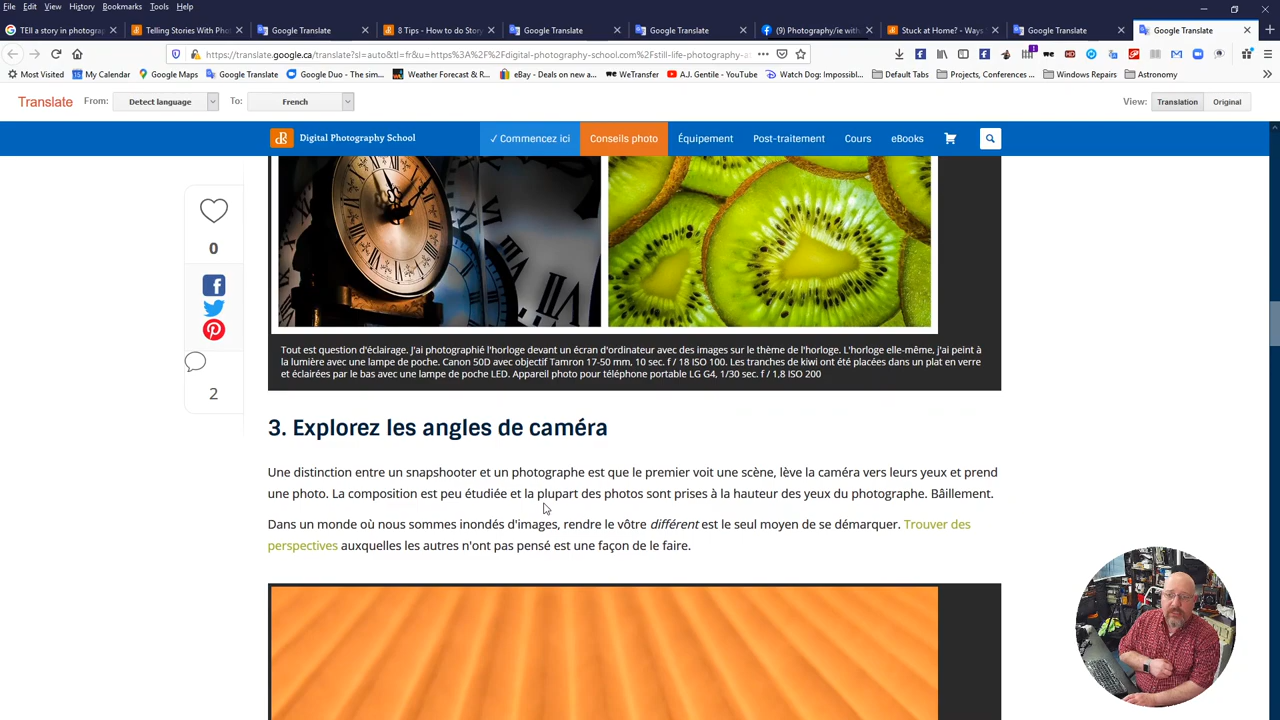 File Edit View History Bookmarks Tools Help
TEll a story in photograp
Telling Stories With Pho
Google Translate
8 Tips - How to do Story
Google Translate
Google Translate
(9) Photography/ie with
Stuck at Home? - Ways
Google Translate
Google Translate
https://translate.google.ca/translate?sl=auto&tl=fr&u=https%3A%2F%2Fdigital-photography-school.com%2Fstill-life-photography-a
Most Visited My Calendar Google Maps Google Translate Google Duo - The sim... Weather Forecast & R... eBay - Deals on new a... WeTransfer A.J. Gentile - YouTube Watch Dog: Impossibl... Default Tabs Projects, Conferences ... Windows Repairs Astronomy
Translate From: Detect language To: French View: Translation Original
dPS Digital Photography School ✓ Commencez ici Conseils photo Équipement Post-traitement Cours eBooks
0
2
Tout est question d'éclairage. J'ai photographié l'horloge devant un écran d'ordinateur avec des images sur le thème de l'horloge. L'horloge elle-même, j'ai peint à
la lumière avec une lampe de poche. Canon 50D avec objectif Tamron 17-50 mm, 10 sec. f / 18 ISO 100. Les tranches de kiwi ont été placées dans un plat en verre
et éclairées par le bas avec une lampe de poche LED. Appareil photo pour téléphone portable LG G4, 1/30 sec. f / 1,8 ISO 200
3. Explorez les angles de caméra
Une distinction entre un snapshooter et un photographe est que le premier voit une scène, lève la caméra vers leurs yeux et prend
une photo. La composition est peu étudiée et la plupart des photos sont prises à la hauteur des yeux du photographe. Bâillement.
Dans un monde où nous sommes inondés d'images, rendre le vôtre différent est le seul moyen de se démarquer. Trouver des
perspectives auxquelles les autres n'ont pas pensé est une façon de le faire.